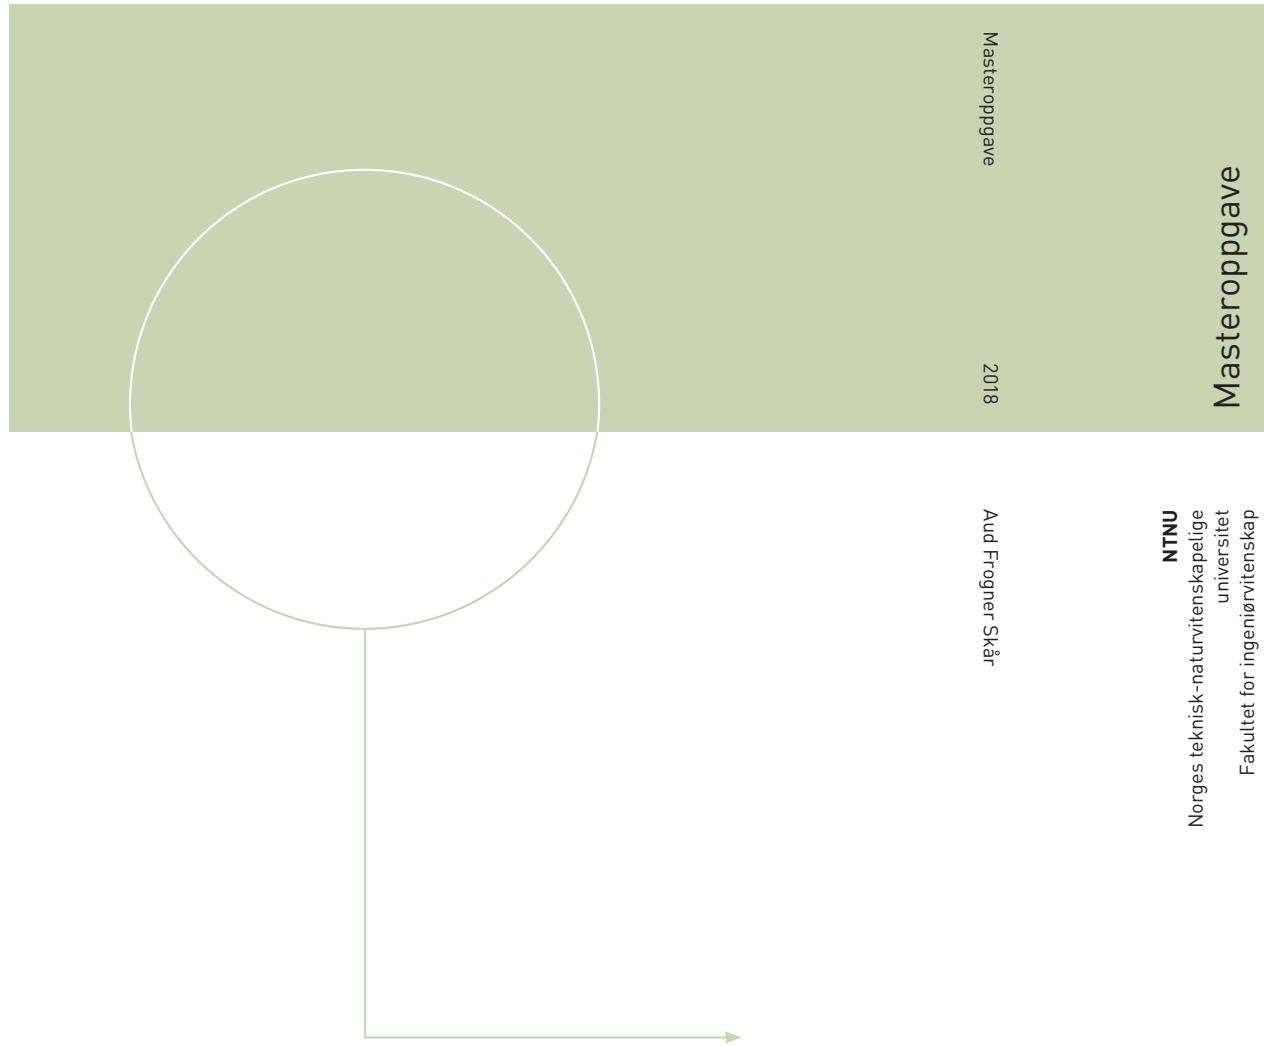 Masteroppgave
2018
Aud Frogner Skår
Masteroppgave
NTNU
Norges teknisk-naturvitenskapelige
universitet
Fakultet for ingeniørvitenskap